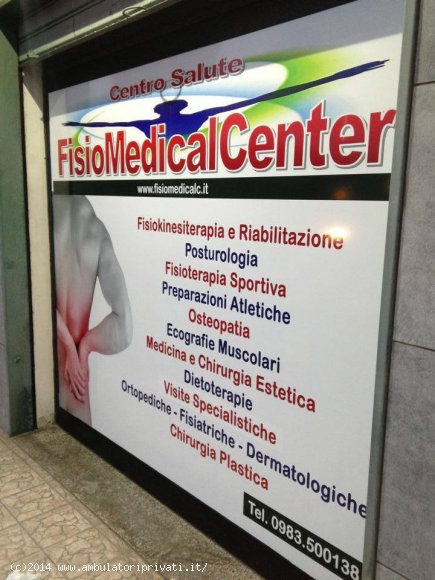 Centro Salute
FisioMedicalCenter
www.fisiomedicalc.it
Fisiokinesiterapia e Riabilitazione
Posturologia
Fisioterapia Sportiva
Preparazioni Atletiche
Osteopatia
Ecografie Muscolari
Medicina e Chirurgia Estetica
Dietoterapie
Visite Specialistiche
Ortopediche - Fisiatriche - Dermatologiche
Chirurgia Plastica
Tel. 0983.500138
(c)2014 www.ambulatoriprivati.it/